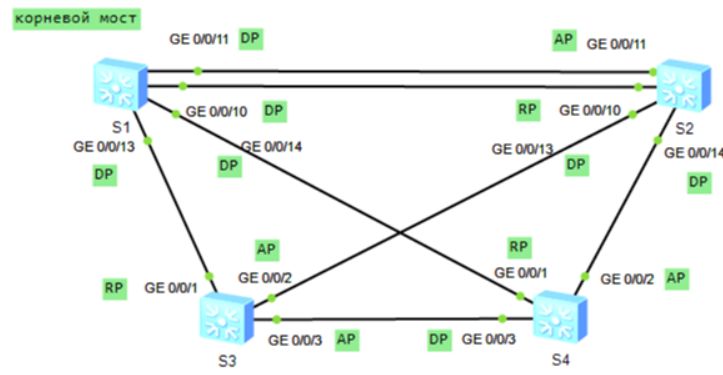 корневой мост
GE 0/0/11 DP
AP GE 0/0/11
GE 0/0/10 DP
RP GE 0/0/10
S1
S2
GE 0/0/13
GE 0/0/14
GE 0/0/13
GE 0/0/14
DP
DP
DP
DP
AP
RP
RP GE 0/0/1
GE 0/0/2
GE 0/0/1
GE 0/0/2 AP
S3
GE 0/0/3 AP
DP GE 0/0/3
S4